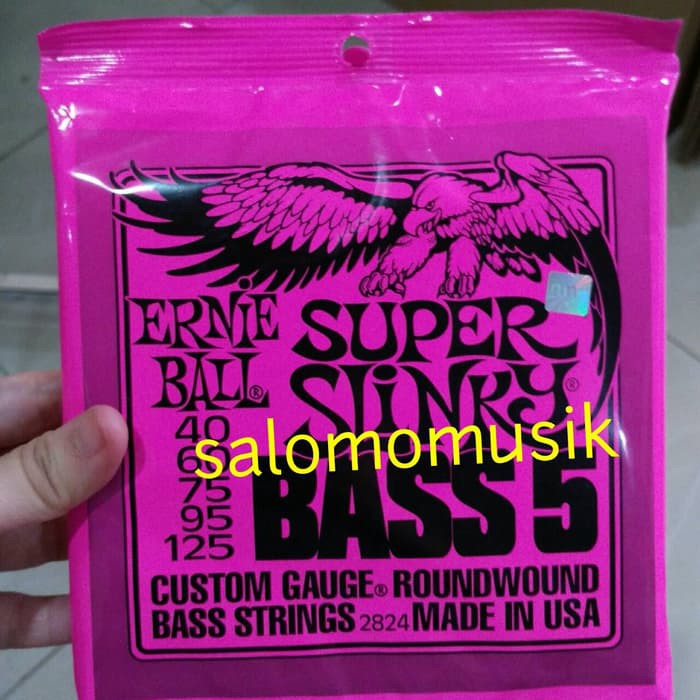 ERNIE
BALL®
SUPER
SLINKY®
BASS 5
40
75
95
125
salomomusik
CUSTOM GAUGE® ROUNDWOUND
BASS STRINGS 2824 MADE IN USA